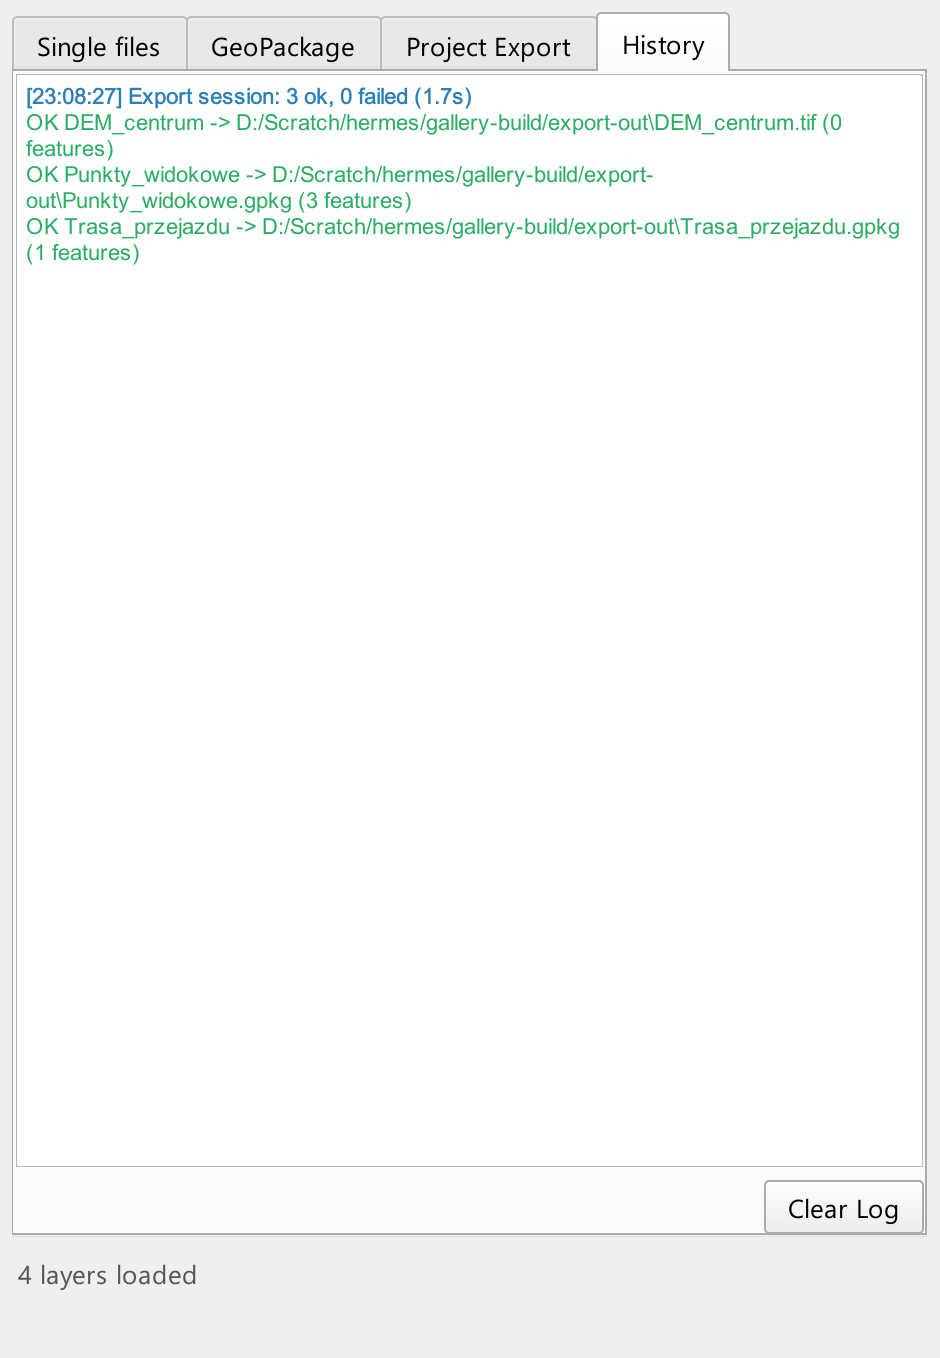 Single files
GeoPackage
Project Export
History
[23:08:27] Export session: 3 ok, 0 failed (1.7s)
OK DEM_centrum -> D:/Scratch/hermes/gallery-build/export-out\DEM_centrum.tif (0
features)
OK Punkty_widokowe -> D:/Scratch/hermes/gallery-build/export-
out\Punkty_widokowe.gpkg (3 features)
OK Trasa_przejazdu -> D:/Scratch/hermes/gallery-build/export-out\Trasa_przejazdu.gpkg
(1 features)
Clear Log
4 layers loaded